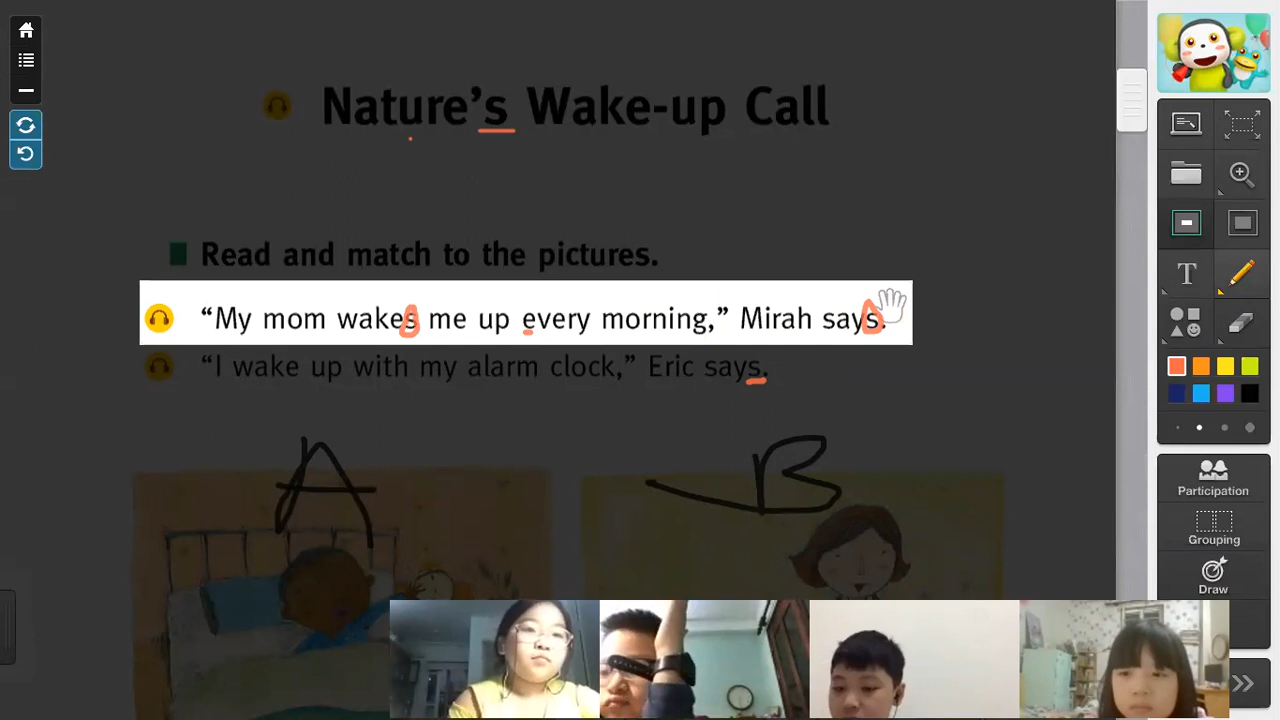 Nature's Wake-up Call
Read and match to the pictures.
“My mom wakes me up every morning,” Mirah says.
“I wake up with my alarm clock,” Eric says.
A B
T
Participation
Grouping
Draw